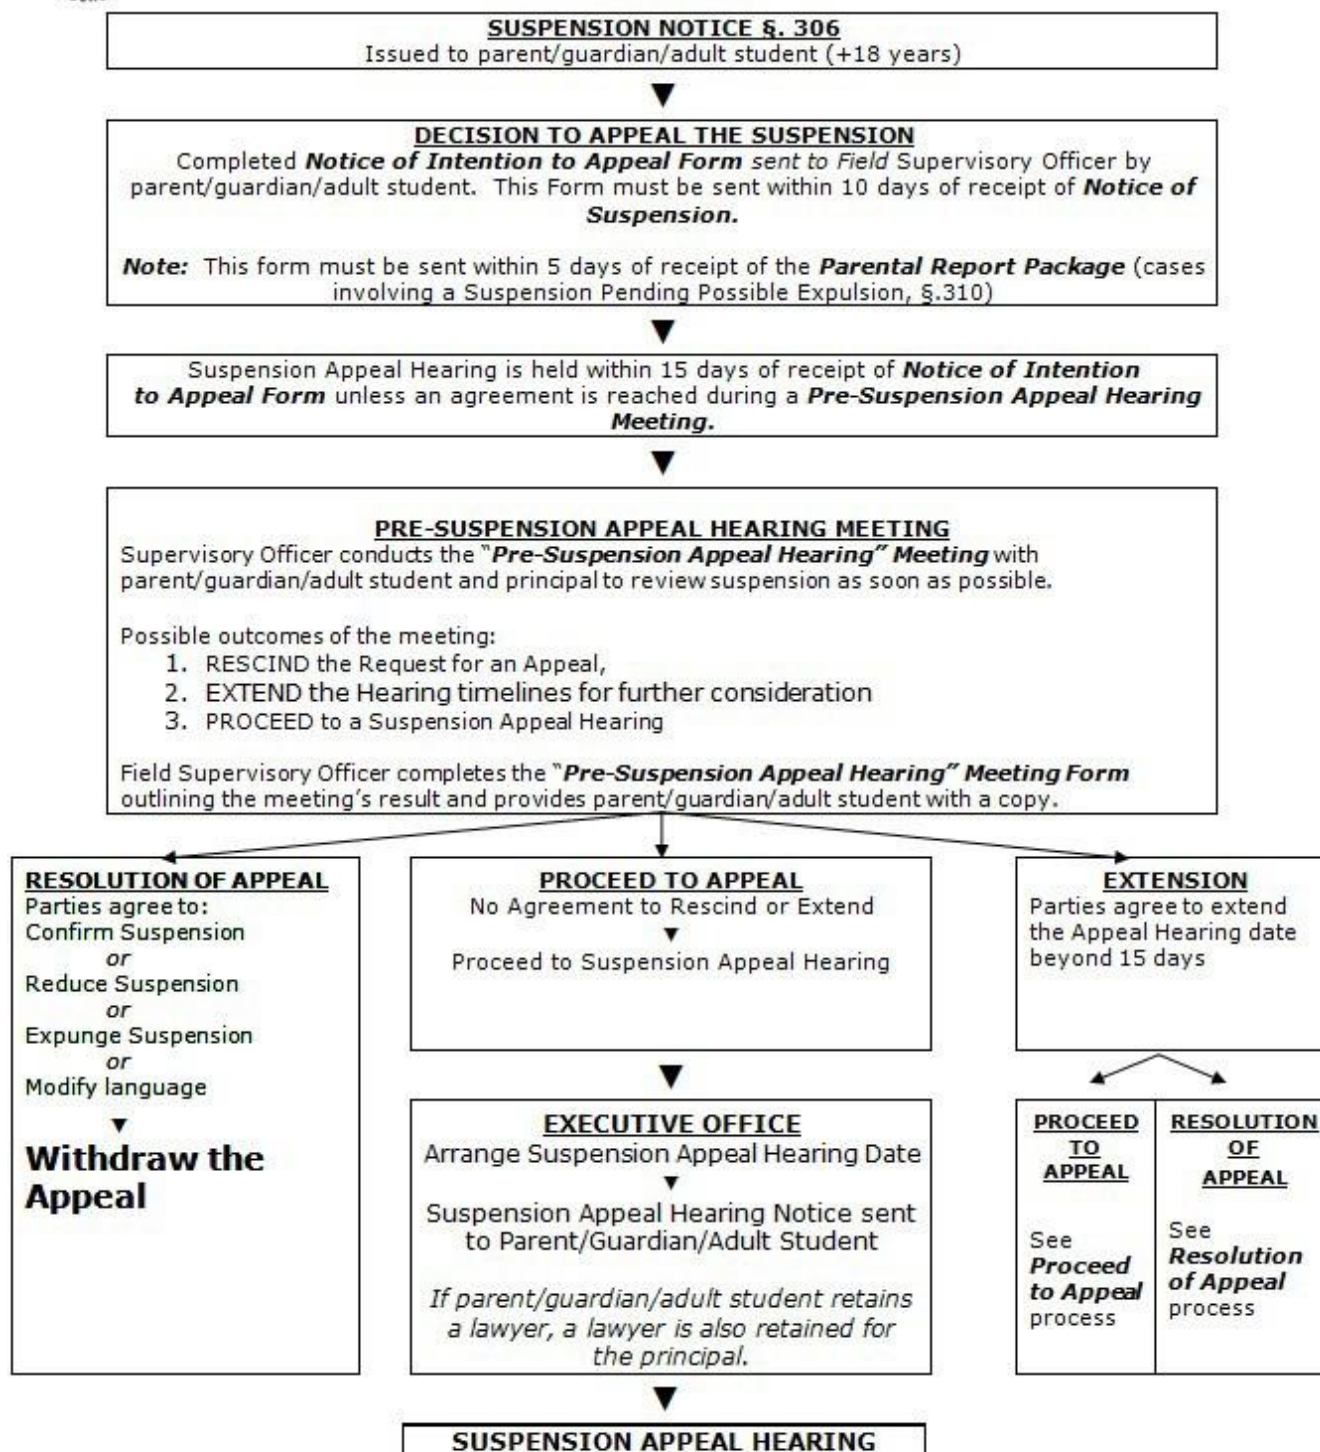 SUSPENSION NOTICE §. 306
Issued to parent/guardian/adult student (+18 years)
DECISION TO APPEAL THE SUSPENSION
Completed Notice of Intention to Appeal Form sent to Field Supervisory Officer by
parent/guardian/adult student. This Form must be sent within 10 days of receipt of Notice of
Suspension.
Note: This form must be sent within 5 days of receipt of the Parental Report Package (cases
involving a Suspension Pending Possible Expulsion, §.310)
Suspension Appeal Hearing is held within 15 days of receipt of Notice of Intention
to Appeal Form unless an agreement is reached during a Pre-Suspension Appeal Hearing
Meeting.
PRE-SUSPENSION APPEAL HEARING MEETING
Supervisory Officer conducts the "Pre-Suspension Appeal Hearing" Meeting with
parent/guardian/adult student and principal to review suspension as soon as possible.
Possible outcomes of the meeting:
1. RESCIND the Request for an Appeal,
2. EXTEND the Hearing timelines for further consideration
3. PROCEED to a Suspension Appeal Hearing
Field Supervisory Officer completes the "Pre-Suspension Appeal Hearing" Meeting Form
outlining the meeting's result and provides parent/guardian/adult student with a copy.
RESOLUTION OF APPEAL
Parties agree to:
Confirm Suspension
or
Reduce Suspension
or
Expunge Suspension
or
Modify language
Withdraw the
Appeal
PROCEED TO APPEAL
No Agreement to Rescind or Extend
Proceed to Suspension Appeal Hearing
EXECUTIVE OFFICE
Arrange Suspension Appeal Hearing Date
Suspension Appeal Hearing Notice sent
to Parent/Guardian/Adult Student
If parent/guardian/adult student retains
a lawyer, a lawyer is also retained for
the principal.
EXTENSION
Parties agree to extend
the Appeal Hearing date
beyond 15 days
PROCEED
TO
APPEAL
See
Proceed
to Appeal
process
RESOLUTION
OF
APPEAL
See
Resolution
of Appeal
process
SUSPENSION APPEAL HEARING